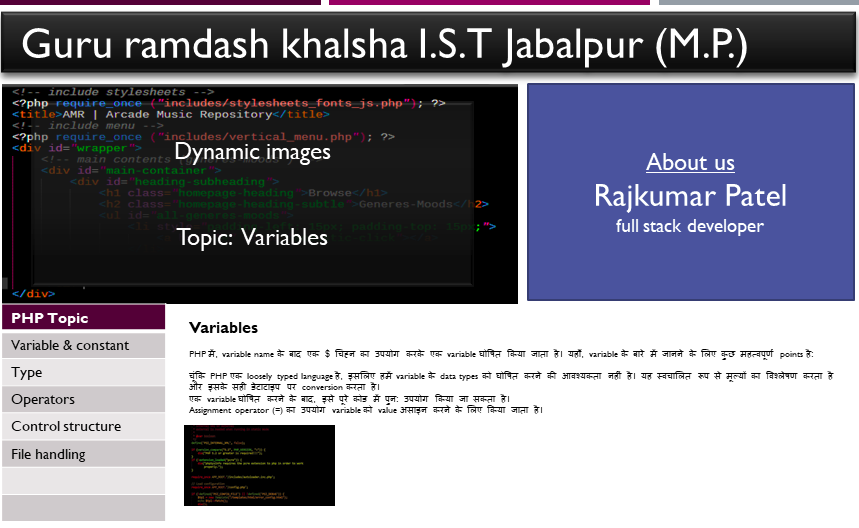 Guru ramdash khalsha I.S.T Jabalpur (M.P.)
<!-- include stylesheets -->
<?php require_once ("includes/stylesheets_fonts_js.php"); ?>
<title>AMR | Arcade Music Repository</title>
<!-- include menu -->
<?php require_once ("includes/vertical_menu.php"); ?>
<div id="wrapper">
<!-- main contents
<div id="main-container">
<div id="heading-subheading">
<h1 class="homepage-heading">Browse</h1>
<h2 class="homepage-heading-subtle">Generes-Moods</h2>
<ul id="all-generes-moods">
</div>
Dynamic images
Topic: Variables
About us
Rajkumar Patel
full stack developer
PHP Topic
Variable & constant
Type
Operators
Control structure
File handling
Variables
PHP में, variable name के बाद एक $ चिह्न का उपयोग करके एक variable घोषित किया जाता है। यहाँ, variable के बारे में जानने के लिए कुछ महत्वपूर्ण points है:
चूंकि PHP एक loosely typed language है, इसलिए हमें variable के data types को घोषित करने की आवश्यकता नहीं है। यह स्वचालित रूप से मूल्यों का विश्लेषण करता है
और इसके सही डेटाटाइप पर conversion करता है।
एक variable घोषित करने के बाद, इसे पूरे कोड में पुन: उपयोग किया जा सकता है।
Assignment operator (=) का उपयोग variable को value असाइन करने के लिए किया जाता है।